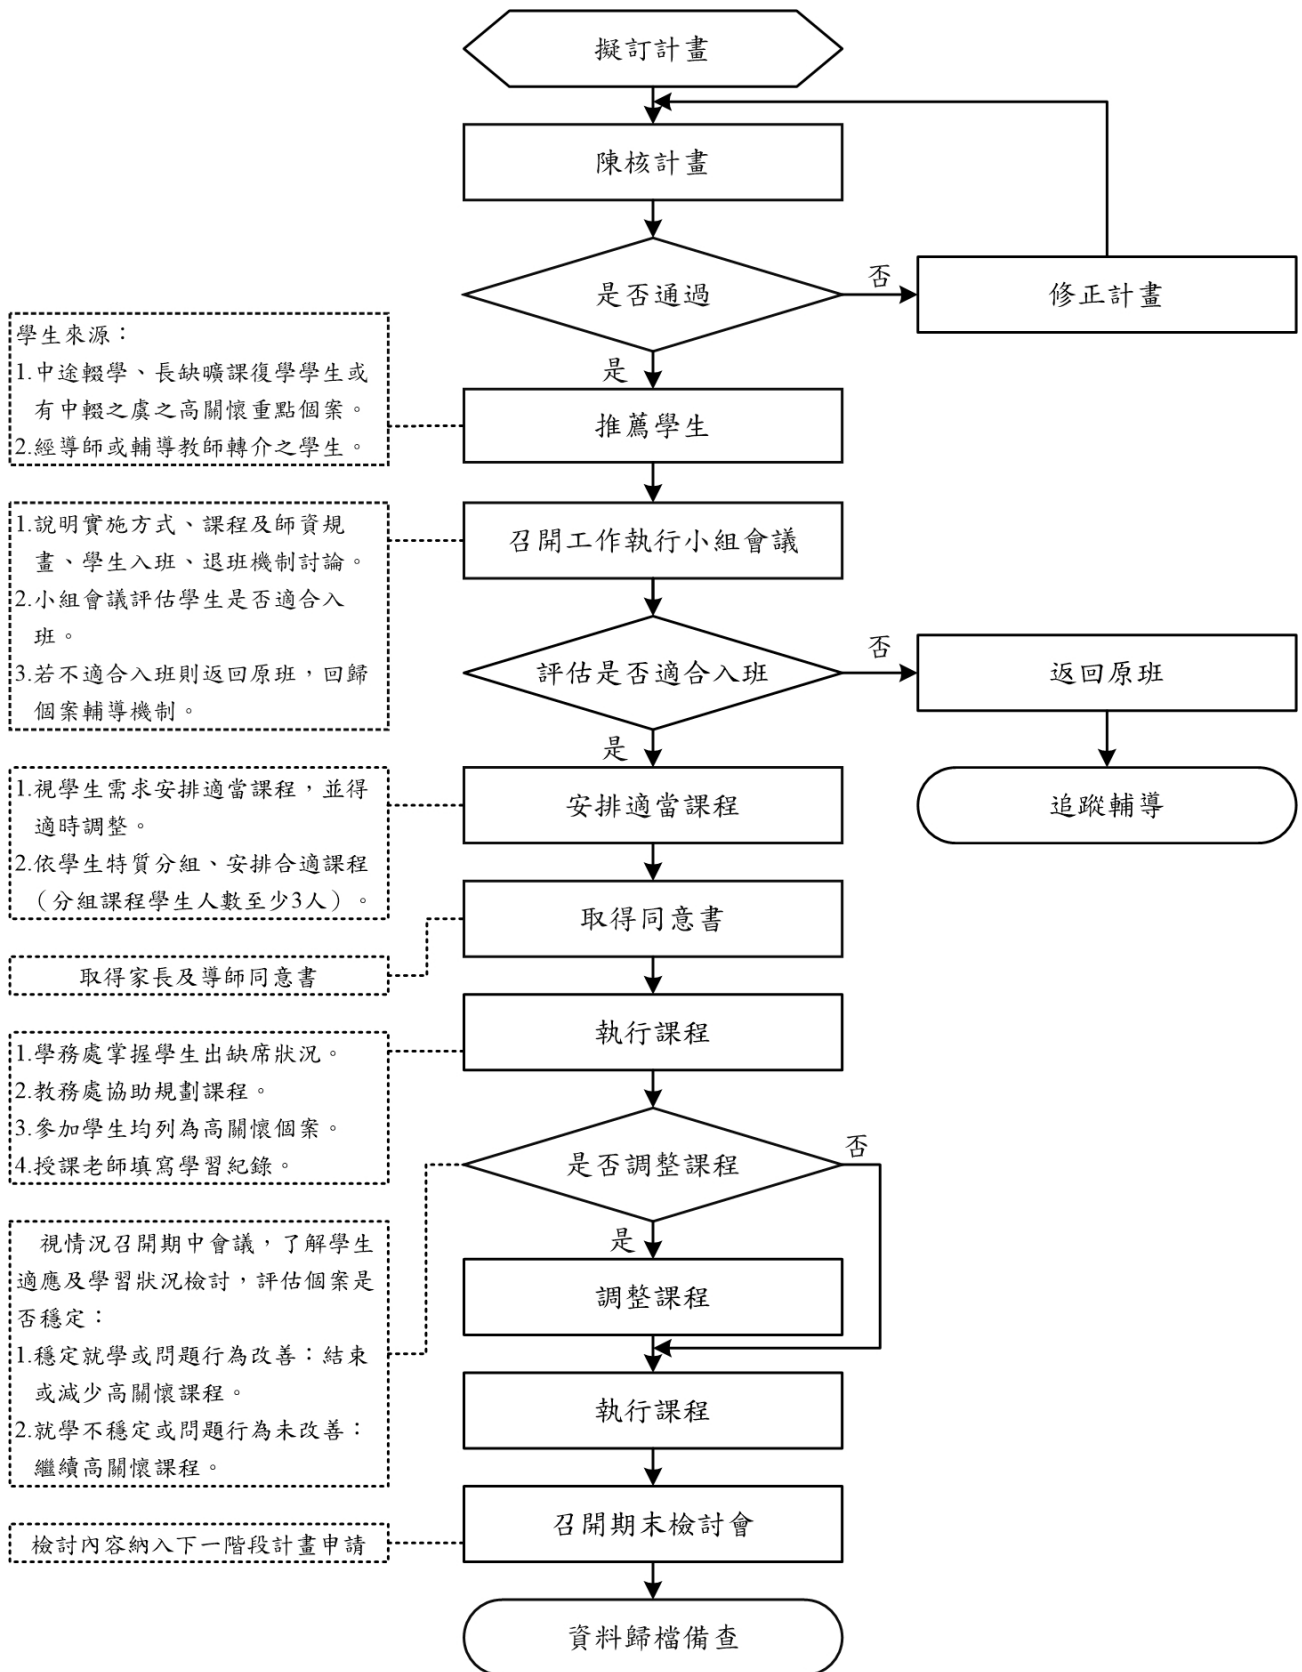 擬訂計畫
陳核計畫
是否通過
否
修正計畫
是
學生來源：
1.中途輟學、長缺曠課復學學生或
有中輟之虞之高關懷重點個案。
2.經導師或輔導教師轉介之學生。
推薦學生
1.說明實施方式、課程及師資規
畫、學生入班、退班機制討論。
2.小組會議評估學生是否適合入
班。
3.若不適合入班則返回原班，回歸
個案輔導機制。
召開工作執行小組會議
評估是否適合入班
否
返回原班
追蹤輔導
是
1.視學生需求安排適當課程，並得
適時調整。
2.依學生特質分組、安排合適課程
（分組課程學生人數至少3人）。
安排適當課程
取得同意書
取得家長及導師同意書
執行課程
1.學務處掌握學生出缺席狀況。
2.教務處協助規劃課程。
3.參加學生均列為高關懷個案。
4.授課老師填寫學習紀錄。
是否調整課程
否
是
視情況召開期中會議，了解學生
適應及學習狀況檢討，評估個案是
否穩定：
1.穩定就學或問題行為改善：結束
或減少高關懷課程。
2.就學不穩定或問題行為未改善：
繼續高關懷課程。
調整課程
執行課程
召開期末檢討會
檢討內容納入下一階段計畫申請
資料歸檔備查